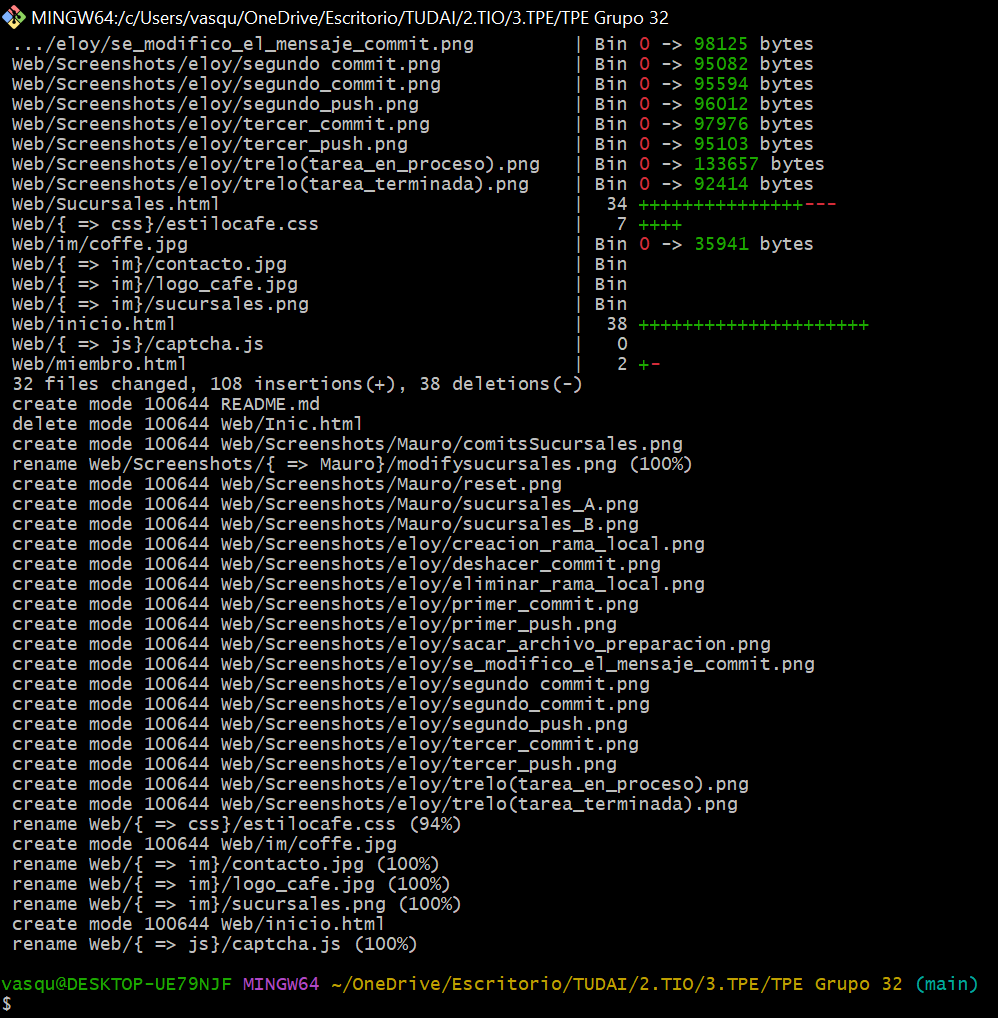 MINGW64:/c/Users/vasqu/OneDrive/Escritorio/TUDAI/2.TIO/3.TPE/TPE Grupo 32
.../eloy/se_modifico_el_mensaje_commit.png | Bin 0 -> 98125 bytes
Web/Screenshots/eloy/segundo commit.png | Bin 0 -> 95082 bytes
Web/Screenshots/eloy/segundo_commit.png | Bin 0 -> 95594 bytes
Web/Screenshots/eloy/segundo_push.png | Bin 0 -> 96012 bytes
Web/Screenshots/eloy/tercer_commit.png | Bin 0 -> 97976 bytes
Web/Screenshots/eloy/tercer_push.png | Bin 0 -> 95103 bytes
Web/Screenshots/eloy/trelo(tarea_en_proceso).png | Bin 0 -> 133657 bytes
Web/Screenshots/eloy/trelo(tarea_terminada).png | Bin 0 -> 92414 bytes
Web/Sucursales.html | 34 +++++++++++++++---
Web/{ => css}/estilocafe.css | 7 ++++
Web/im/coffe.jpg | Bin 0 -> 35941 bytes
Web/{ => im}/contacto.jpg | Bin
Web/{ => im}/logo_cafe.jpg | Bin
Web/{ => im}/sucursales.png | Bin
Web/inicio.html | 38 +++++++++++++++++++++
Web/{ => js}/captcha.js | 0
Web/miembro.html | 2 +-
32 files changed, 108 insertions(+), 38 deletions(-)
create mode 100644 README.md
delete mode 100644 Web/Inic.html
create mode 100644 Web/Screenshots/Mauro/comitsSucursales.png
rename Web/Screenshots/{ => Mauro}/modifysucursales.png (100%)
create mode 100644 Web/Screenshots/Mauro/reset.png
create mode 100644 Web/Screenshots/Mauro/sucursales_A.png
create mode 100644 Web/Screenshots/Mauro/sucursales_B.png
create mode 100644 Web/Screenshots/eloy/creacion_rama_local.png
create mode 100644 Web/Screenshots/eloy/deshacer_commit.png
create mode 100644 Web/Screenshots/eloy/eliminar_rama_local.png
create mode 100644 Web/Screenshots/eloy/primer_commit.png
create mode 100644 Web/Screenshots/eloy/primer_push.png
create mode 100644 Web/Screenshots/eloy/sacar_archivo_preparacion.png
create mode 100644 Web/Screenshots/eloy/se_modifico_el_mensaje_commit.png
create mode 100644 Web/Screenshots/eloy/segundo commit.png
create mode 100644 Web/Screenshots/eloy/segundo_commit.png
create mode 100644 Web/Screenshots/eloy/segundo_push.png
create mode 100644 Web/Screenshots/eloy/tercer_commit.png
create mode 100644 Web/Screenshots/eloy/tercer_push.png
create mode 100644 Web/Screenshots/eloy/trelo(tarea_en_proceso).png
create mode 100644 Web/Screenshots/eloy/trelo(tarea_terminada).png
rename Web/{ => css}/estilocafe.css (94%)
create mode 100644 Web/im/coffe.jpg
rename Web/{ => im}/contacto.jpg (100%)
rename Web/{ => im}/logo_cafe.jpg (100%)
rename Web/{ => im}/sucursales.png (100%)
create mode 100644 Web/inicio.html
rename Web/{ => js}/captcha.js (100%)
vasqu@DESKTOP-UE79NJF MINGW64 ~/OneDrive/Escritorio/TUDAI/2.TIO/3.TPE/TPE Grupo 32 (main)
$